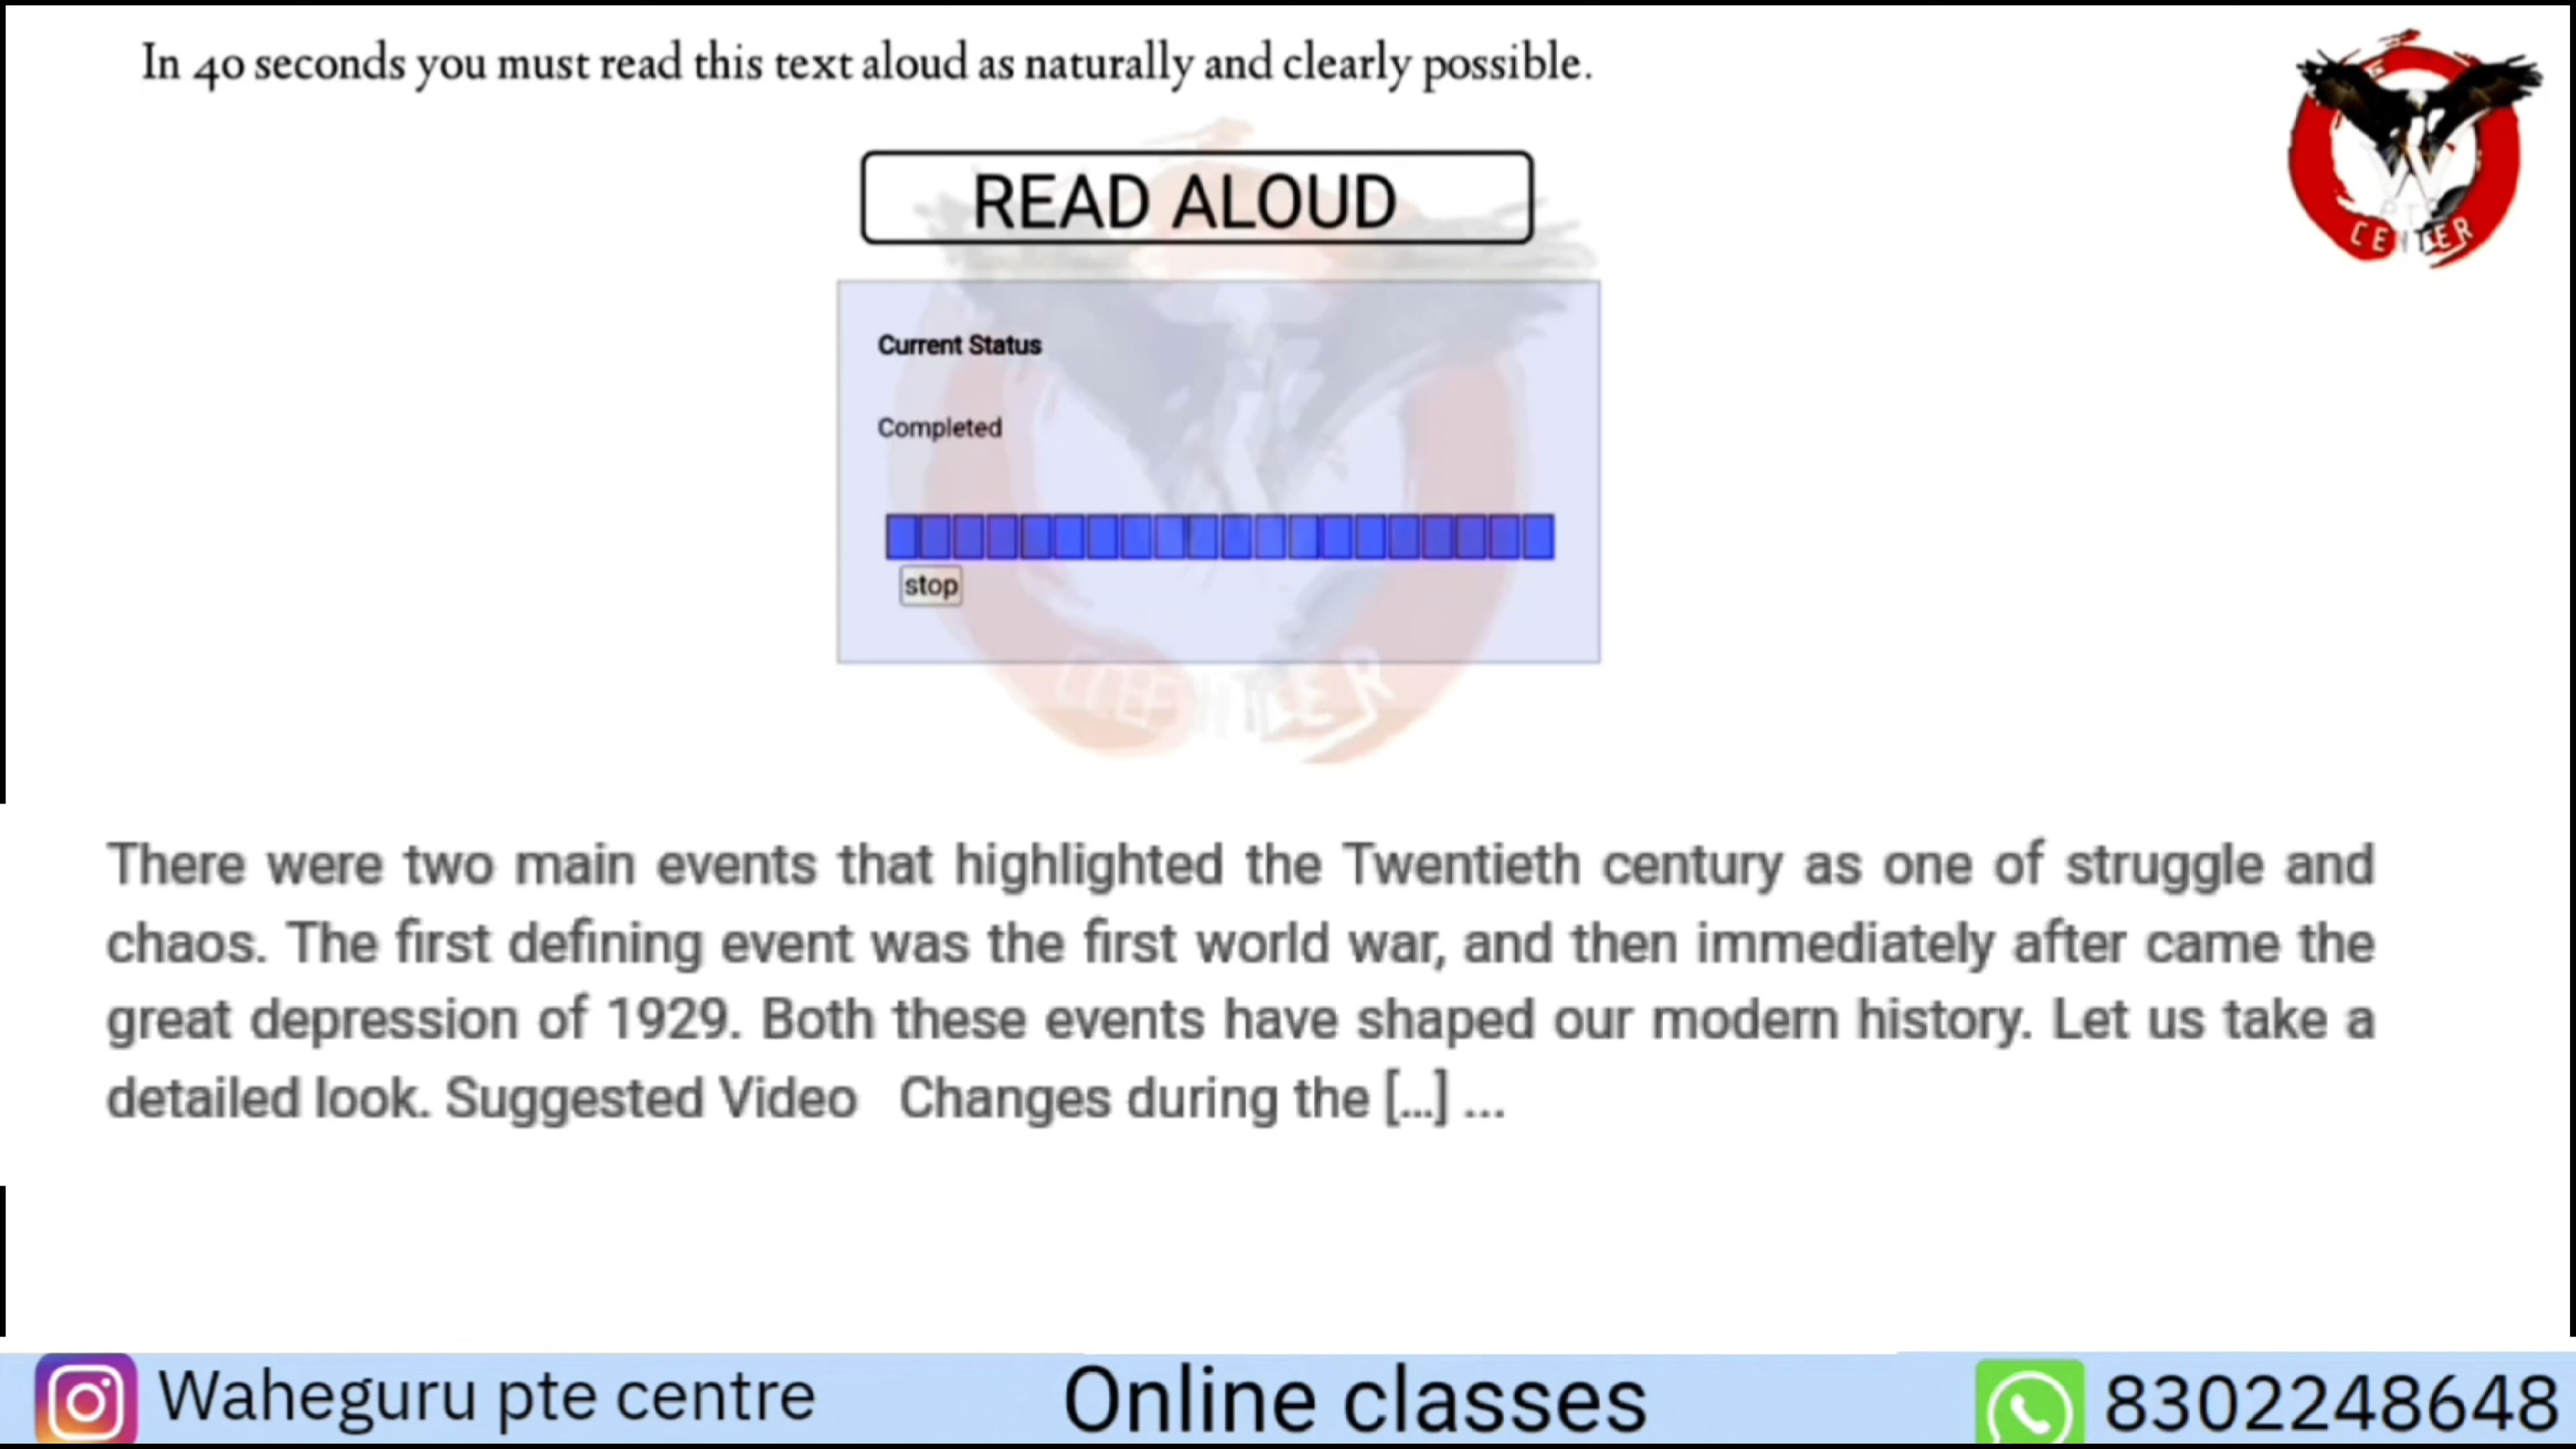 In 40 seconds you must read this text aloud as naturally and clearly possible.
READ ALOUD
Current Status
Completed
stop
CENTER
There were two main events that highlighted the Twentieth century as one of struggle and
chaos. The first defining event was the first world war, and then immediately after came the
great depression of 1929. Both these events have shaped our modern history. Let us take a
detailed look. Suggested Video   Changes during the [...] ...
Waheguru pte centre
Online classes
8302248648